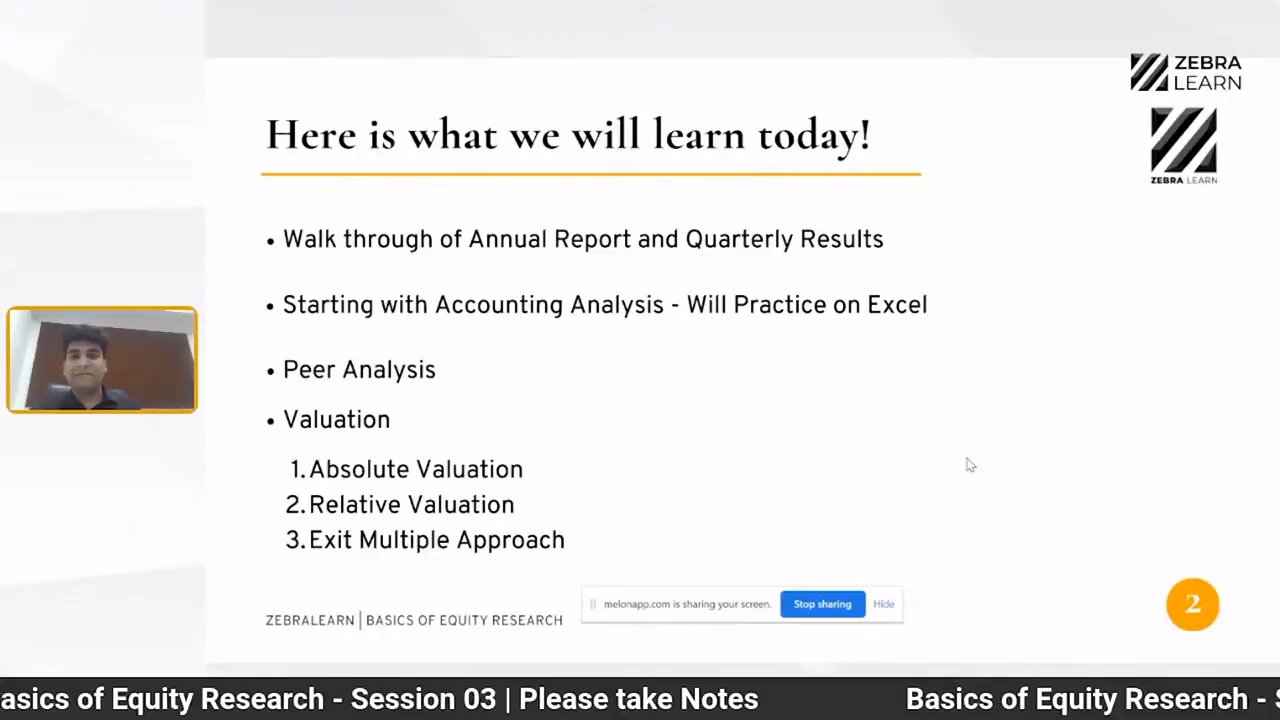 ZEBRA
LEARN
ZEBRA LEARN
Here is what we will learn today!
• Walk through of Annual Report and Quarterly Results
• Starting with Accounting Analysis - Will Practice on Excel
• Peer Analysis
• Valuation
1. Absolute Valuation
2. Relative Valuation
3. Exit Multiple Approach
melonapp.com is sharing your screen. Stop sharing Hide
ZEBRALEARN | BASICS OF EQUITY RESEARCH
2
asics of Equity Research - Session 03 | Please take Notes Basics of Equity Research - S